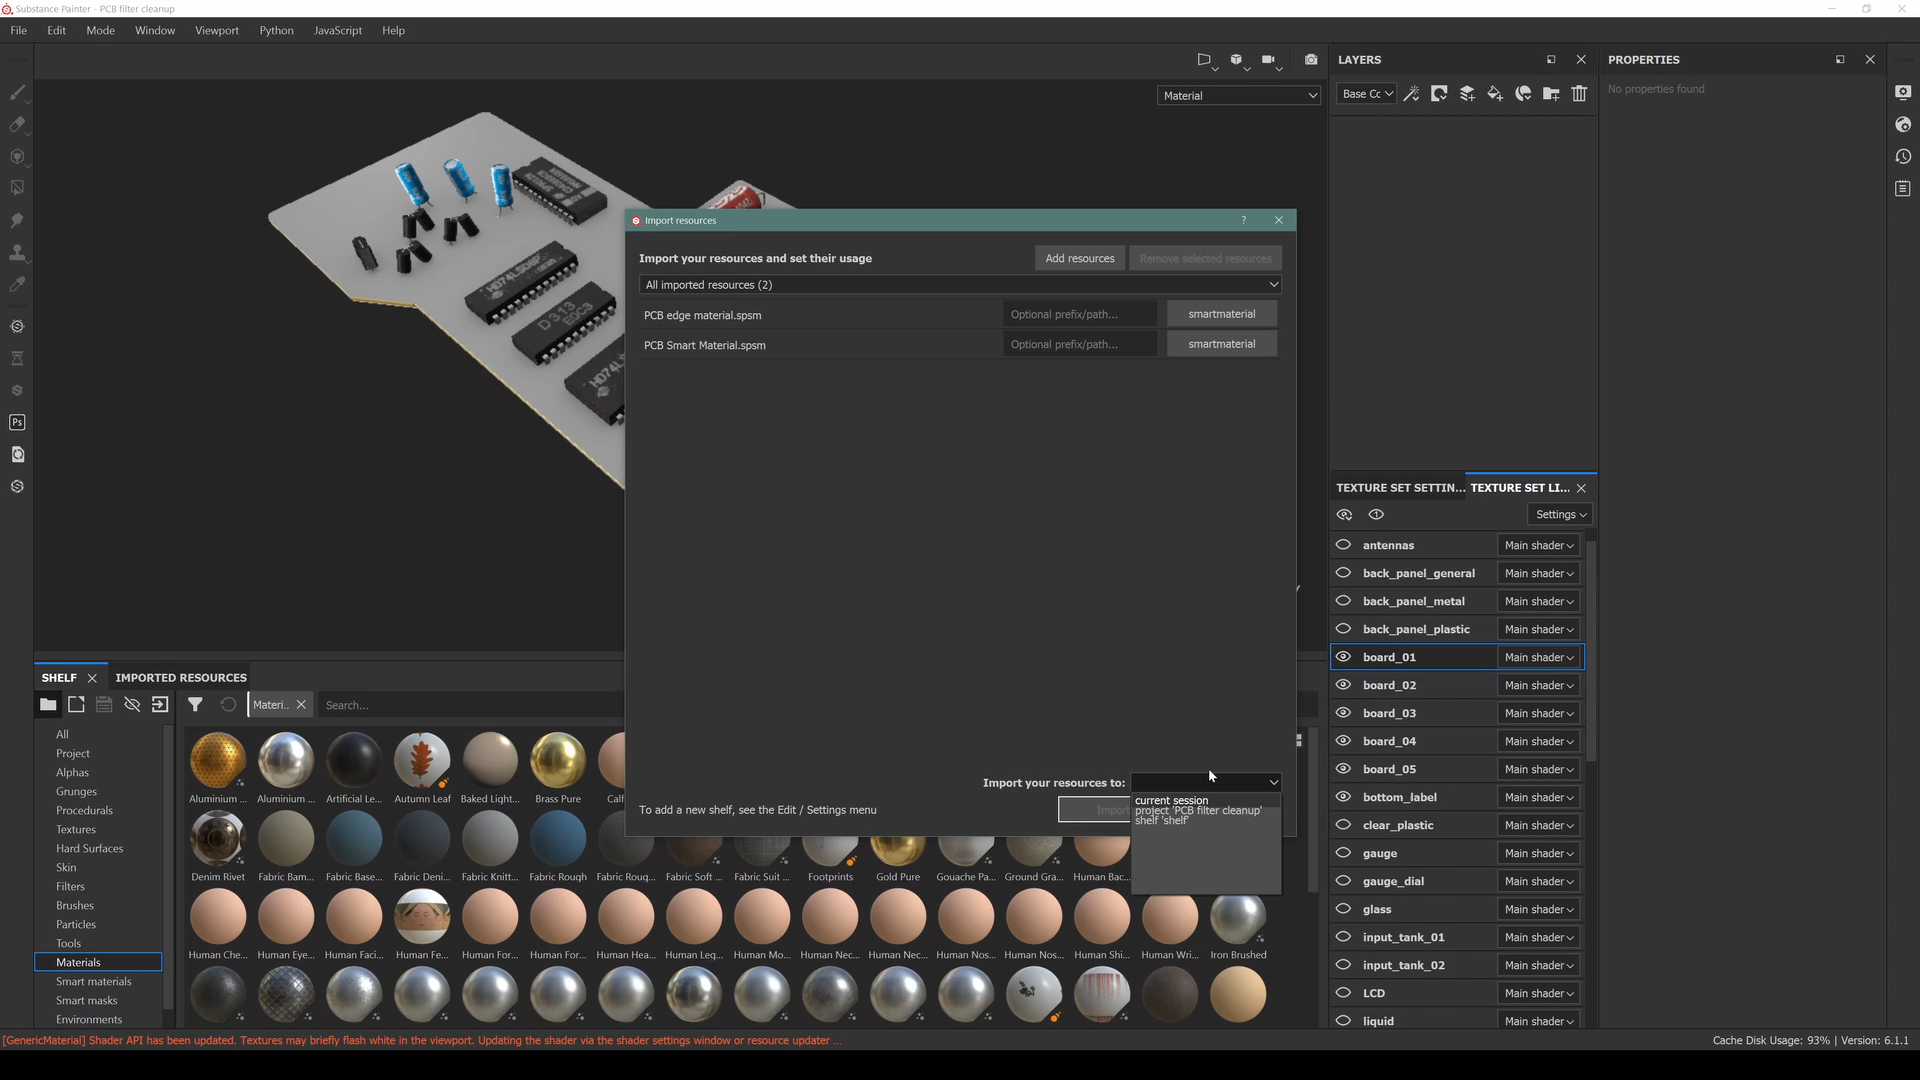 Substance Painter - PCB filter cleanup
File Edit Mode Window Viewport Python JavaScript Help
Material
LAYERS
Base Cc
PROPERTIES
No properties found
Import resources
?
Import your resources and set their usage
Add resources
Remove selected resources
All imported resources (2)
PCB edge material.spsm
Optional prefix/path...
smartmaterial
PCB Smart Material.spsm
Optional prefix/path...
smartmaterial
Import your resources to:
To add a new shelf, see the Edit / Settings menu
Import
current session
project 'PCB filter cleanup'
shelf 'shelf'
D313
Ps
TEXTURE SET SETTIN...
TEXTURE SET LI...
Settings
antennas Main shader
back_panel_general Main shader
back_panel_metal Main shader
back_panel_plastic Main shader
board_01 Main shader
board_02 Main shader
board_03 Main shader
board_04 Main shader
board_05 Main shader
bottom_label Main shader
clear_plastic Main shader
gauge Main shader
gauge_dial Main shader
glass Main shader
input_tank_01 Main shader
input_tank_02 Main shader
LCD Main shader
liquid Main shader
SHELF
IMPORTED RESOURCES
Materi..
Search...
All
Project
Alphas
Grunges
Procedurals
Textures
Hard Surfaces
Skin
Filters
Brushes
Particles
Tools
Materials
Smart materials
Smart masks
Environments
Aluminium ... Aluminium ... Artificial Le... Autumn Leaf Baked Light... Brass Pure Calf
Denim Rivet Fabric Bam... Fabric Base... Fabric Deni... Fabric Knitt... Fabric Rough Fabric Roug... Fabric Soft ... Fabric Suit ... Footprints Gold Pure Gouache Pa... Ground Gra... Human Bac...
Human Che... Human Eye... Human Faci... Human Fe... Human For... Human For... Human Hea... Human Leg... Human Mo... Human Nec... Human Nec... Human Nos... Human Nos... Human Shi... Human Wri... Iron Brushed
[GenericMaterial] Shader API has been updated. Textures may briefly flash white in the viewport. Updating the shader via the shader settings window or resource updater ...
Cache Disk Usage: 93% | Version: 6.1.1